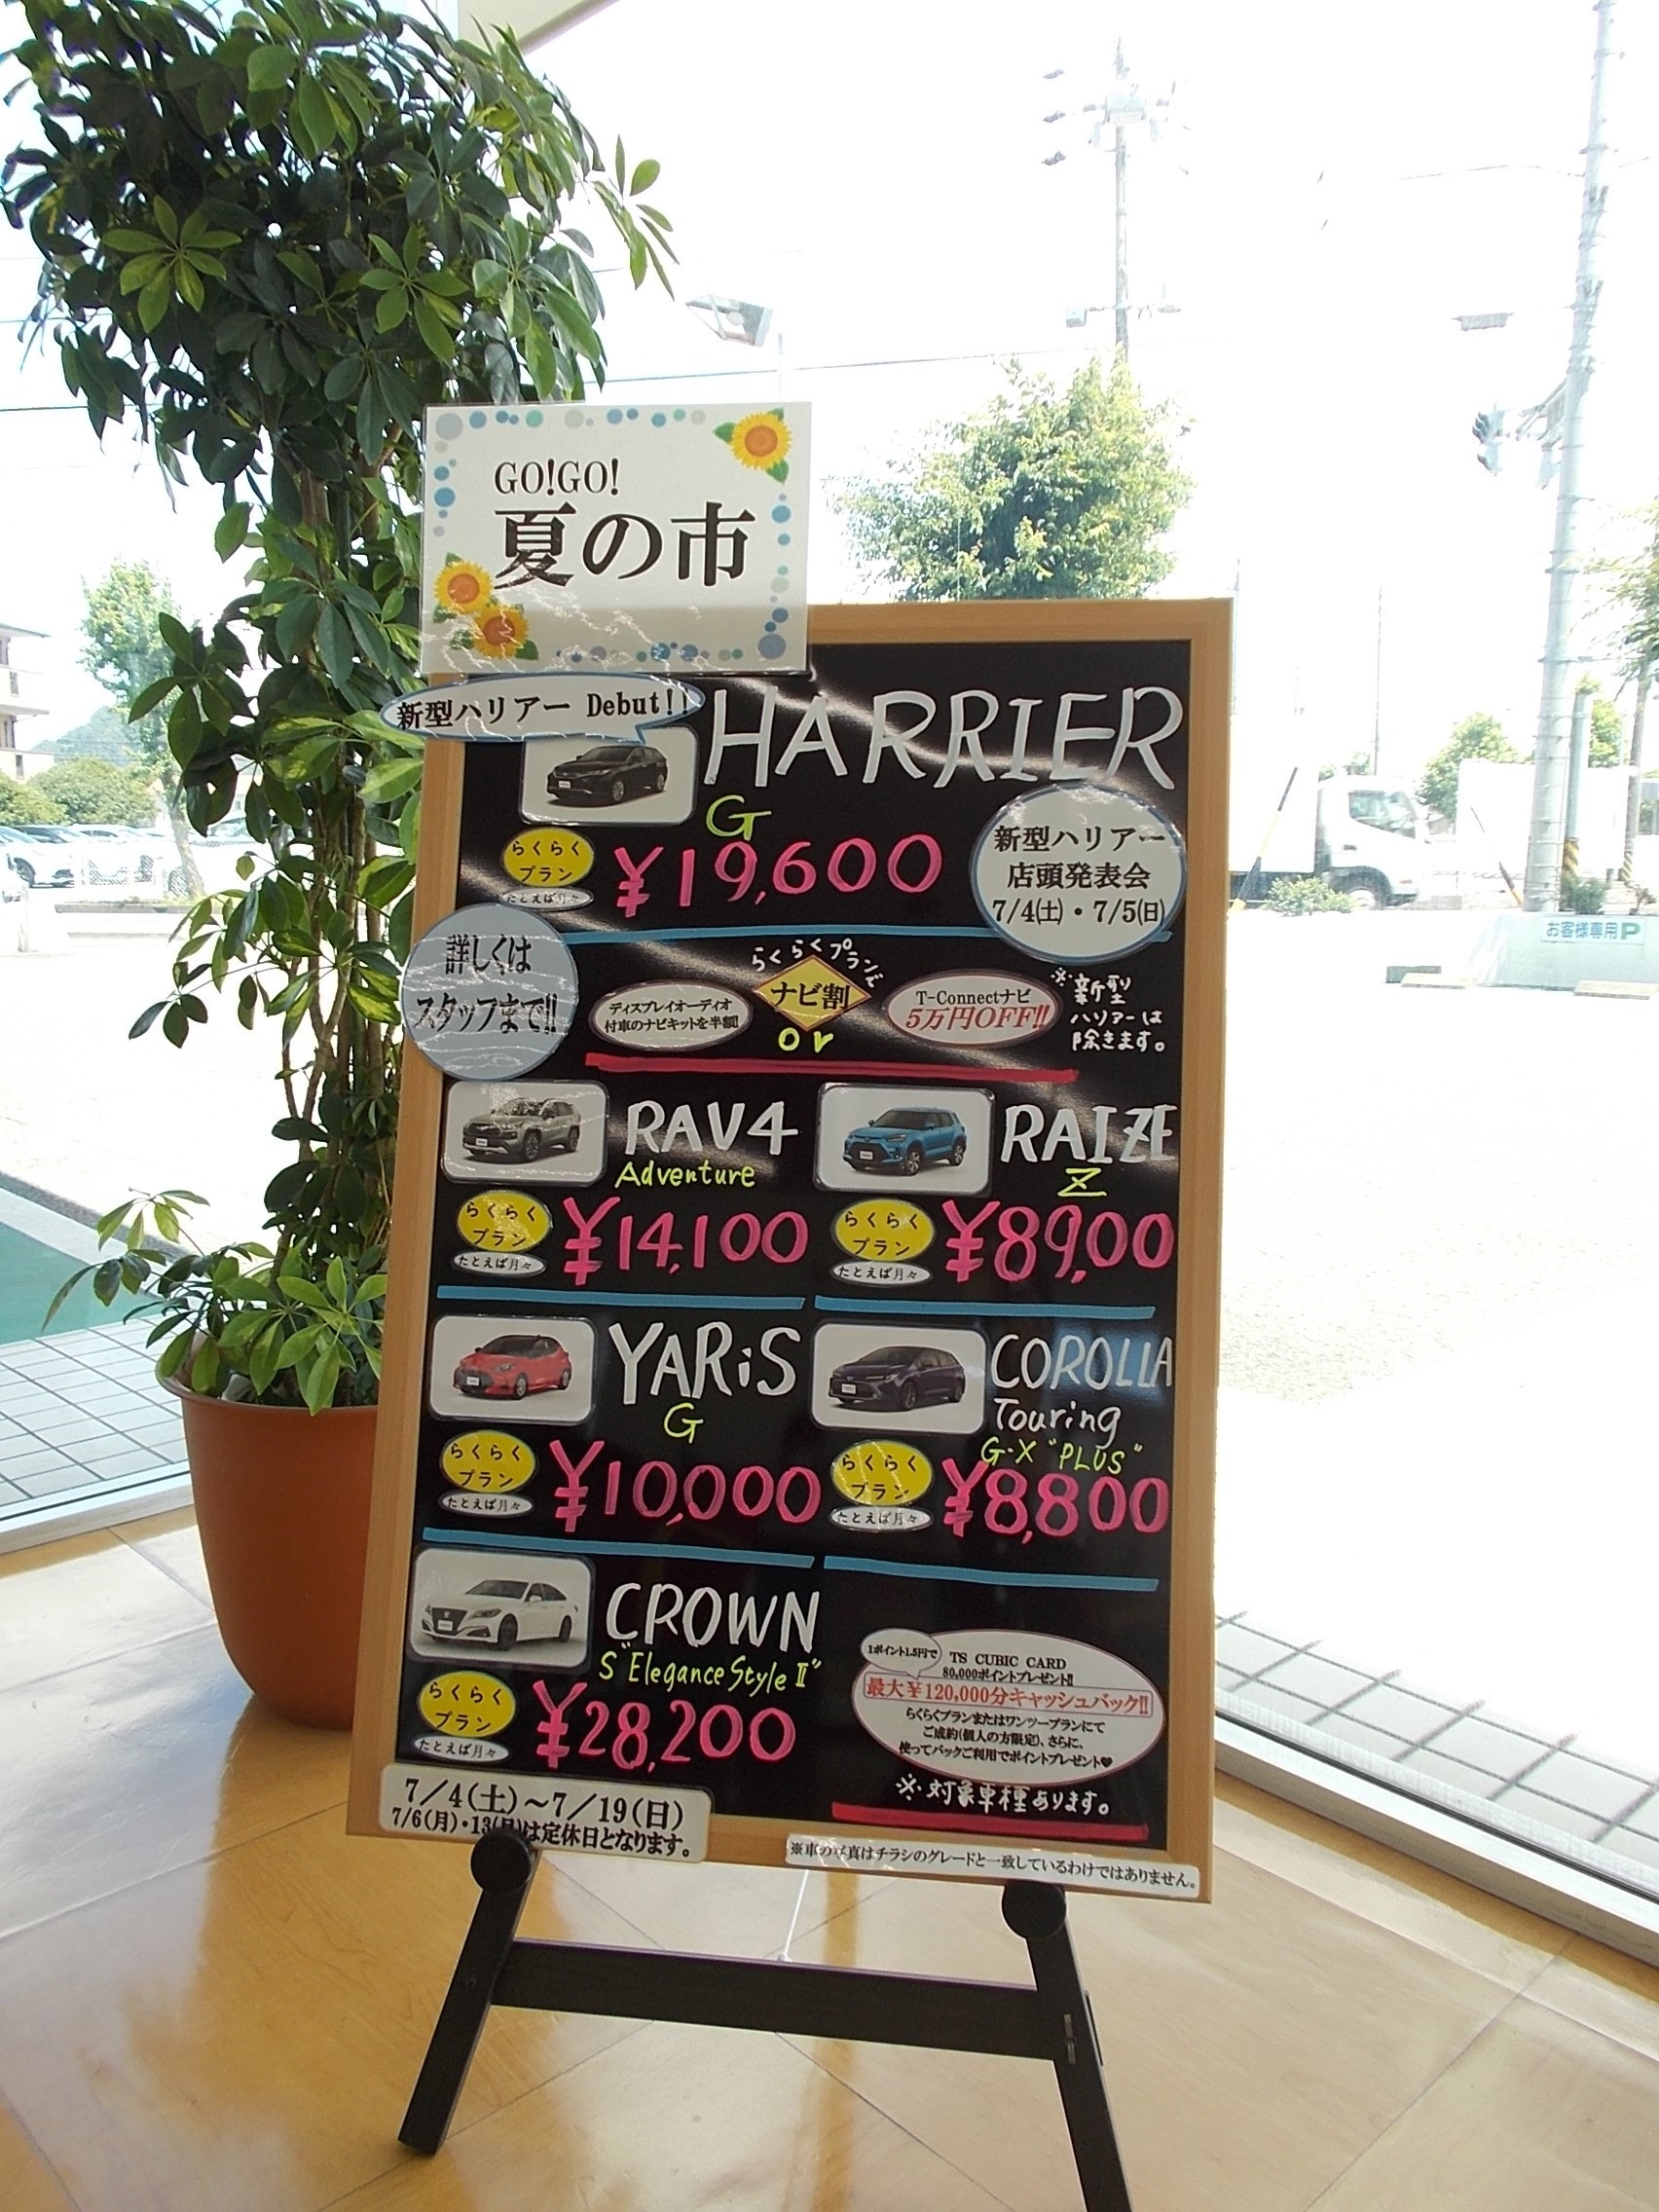 GO!GO!
夏の市
新型ハリアー Debut!!
HARRIER
G
らくらく
プラン
たとえば月々
¥19,600
新型ハリアー
店頭発表会
7/4(土)・7/5(日)
詳しくは
スタッフまで!!
らくらくプランで
ナビ割
ディスプレイオーディオ
付車のナビキットを半額!
or
T-Connectナビ
5万円OFF!!
※新型
ハリアーは
除きます。
RAV4
Adventure
らくらく
プラン
たとえば月々
¥14,100
RAIZE
Z
らくらく
プラン
たとえば月々
¥89,00
YARiS
G
らくらく
プラン
たとえば月々
¥10,000
COROLLA
Touring
G-X "PLUS"
らくらく
プラン
たとえば月々
¥8,800
CROWN
S"Elegance Style Ⅱ"
らくらく
プラン
たとえば月々
¥28,200
1ポイント1.5円で
TS CUBIC CARD
80,000ポイントプレゼント!!
最大¥120,000分キャッシュバック!!
らくらくプランまたはワンツープランにて
ご成約(個人の方限定)、さらに、
使ってバックご利用でポイントプレゼント♥
※対象車種あります。
7/4(土)~7/19(日)
7/6(月)・13(月)は定休日となります。
※車の写真はチラシのグレードと一致しているわけではありません。
お客様専用P